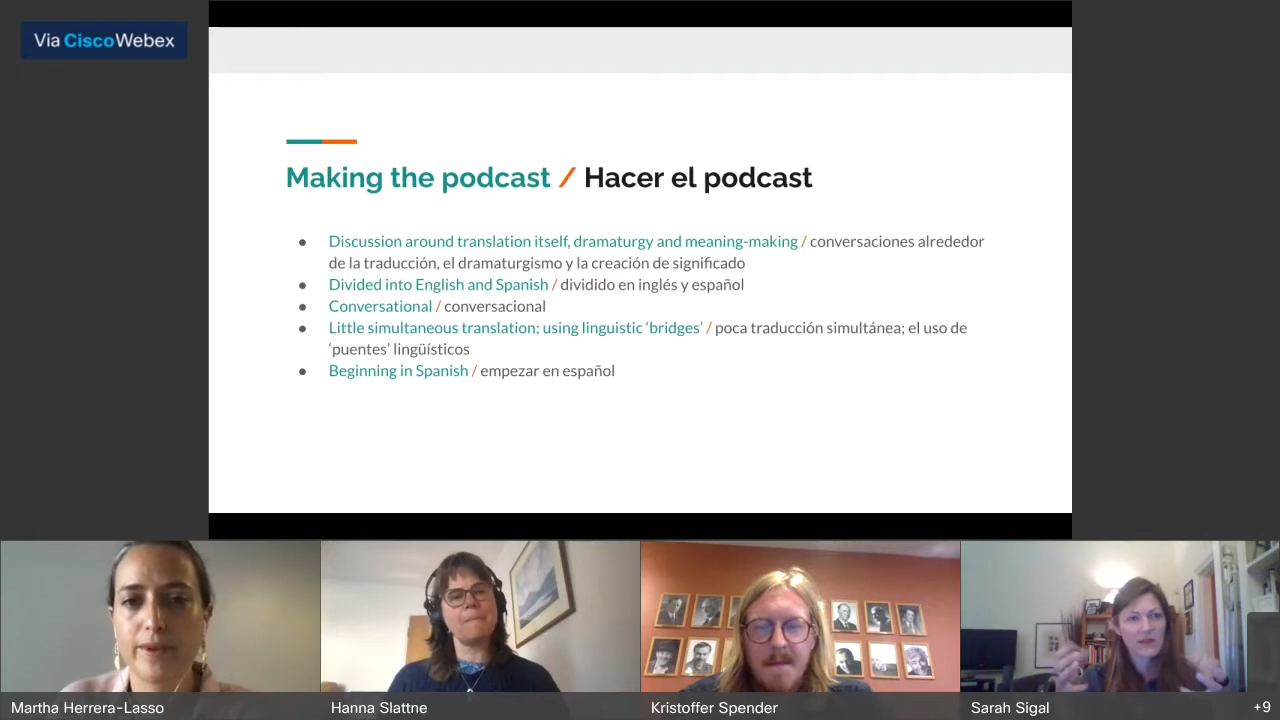 Via CiscoWebex
Making the podcast / Hacer el podcast
● Discussion around translation itself, dramaturgy and meaning-making / conversaciones alrededor
de la traducción, el dramaturgismo y la creación de significado
● Divided into English and Spanish / dividido en inglés y español
● Conversational / conversacional
● Little simultaneous translation; using linguistic ‘bridges’ / poca traducción simultánea; el uso de
‘puentes’ lingüísticos
● Beginning in Spanish / empezar en español
Martha Herrera-Lasso
Hanna Slattne
Kristoffer Spender
Sarah Sigal
+9